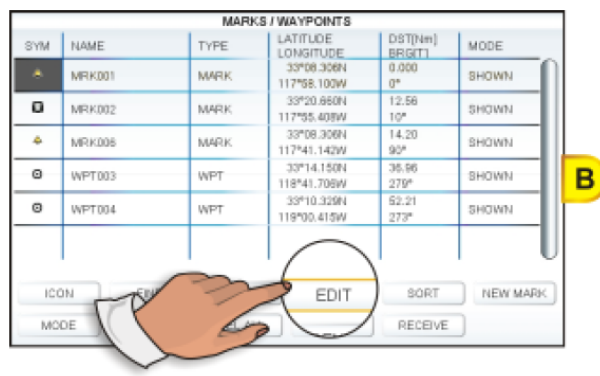 MARKS / WAYPOINTS
SYM NAME TYPE LATITUDE LONGITUDE DST[Nm] BRG[T] MODE
MRK001 MARK 33°08.306N 0.000 SHOWN
117°58.100W 0°
MRK002 MARK 33°20.660N 12.56 SHOWN
117°55.408W 10°
MRK006 MARK 33°08.306N 14.20 SHOWN
117°41.142W 90°
WPT003 WPT 33°14.150N 36.96 SHOWN
118°41.706W 279°
WPT004 WPT 33°10.329N 52.21 SHOWN
119°00.415W 273°
B
ICON EDIT SORT NEW MARK
MODE RECEIVE